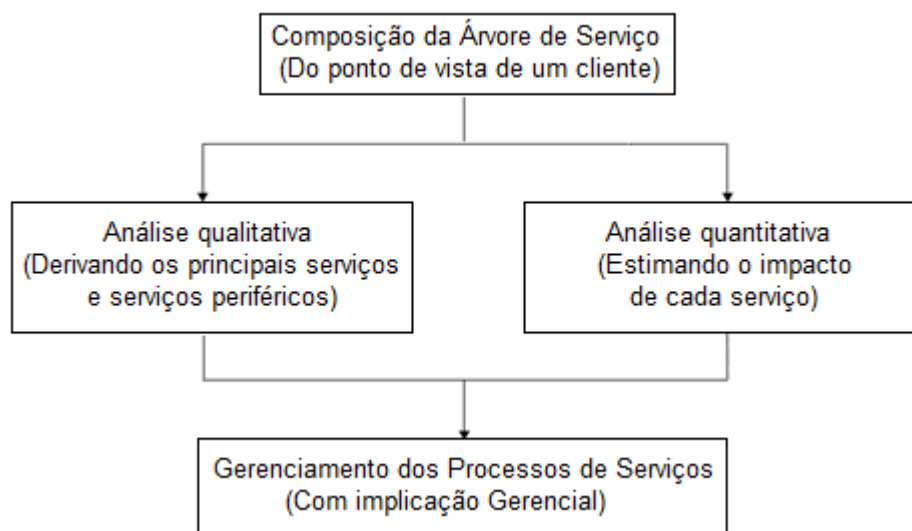 Composição da Árvore de Serviço
(Do ponto de vista de um cliente)
Análise qualitativa
(Derivando os principais serviços
e serviços periféricos)
Análise quantitativa
(Estimando o impacto
de cada serviço)
Gerenciamento dos Processos de Serviços
(Com implicação Gerencial)